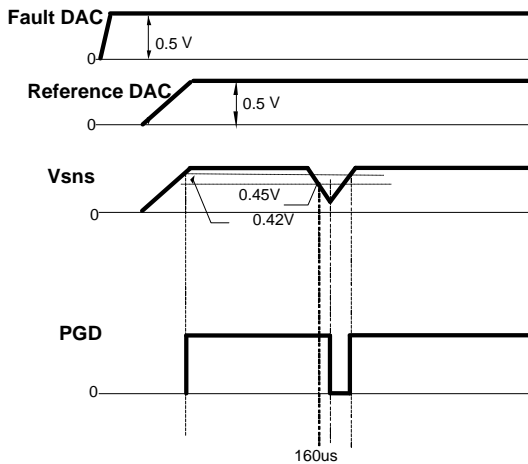 Fault DAC
0.5 V
0
Reference DAC
0.5 V
0
Vsns
0.45V
0
0.42V
PGD
0
160us